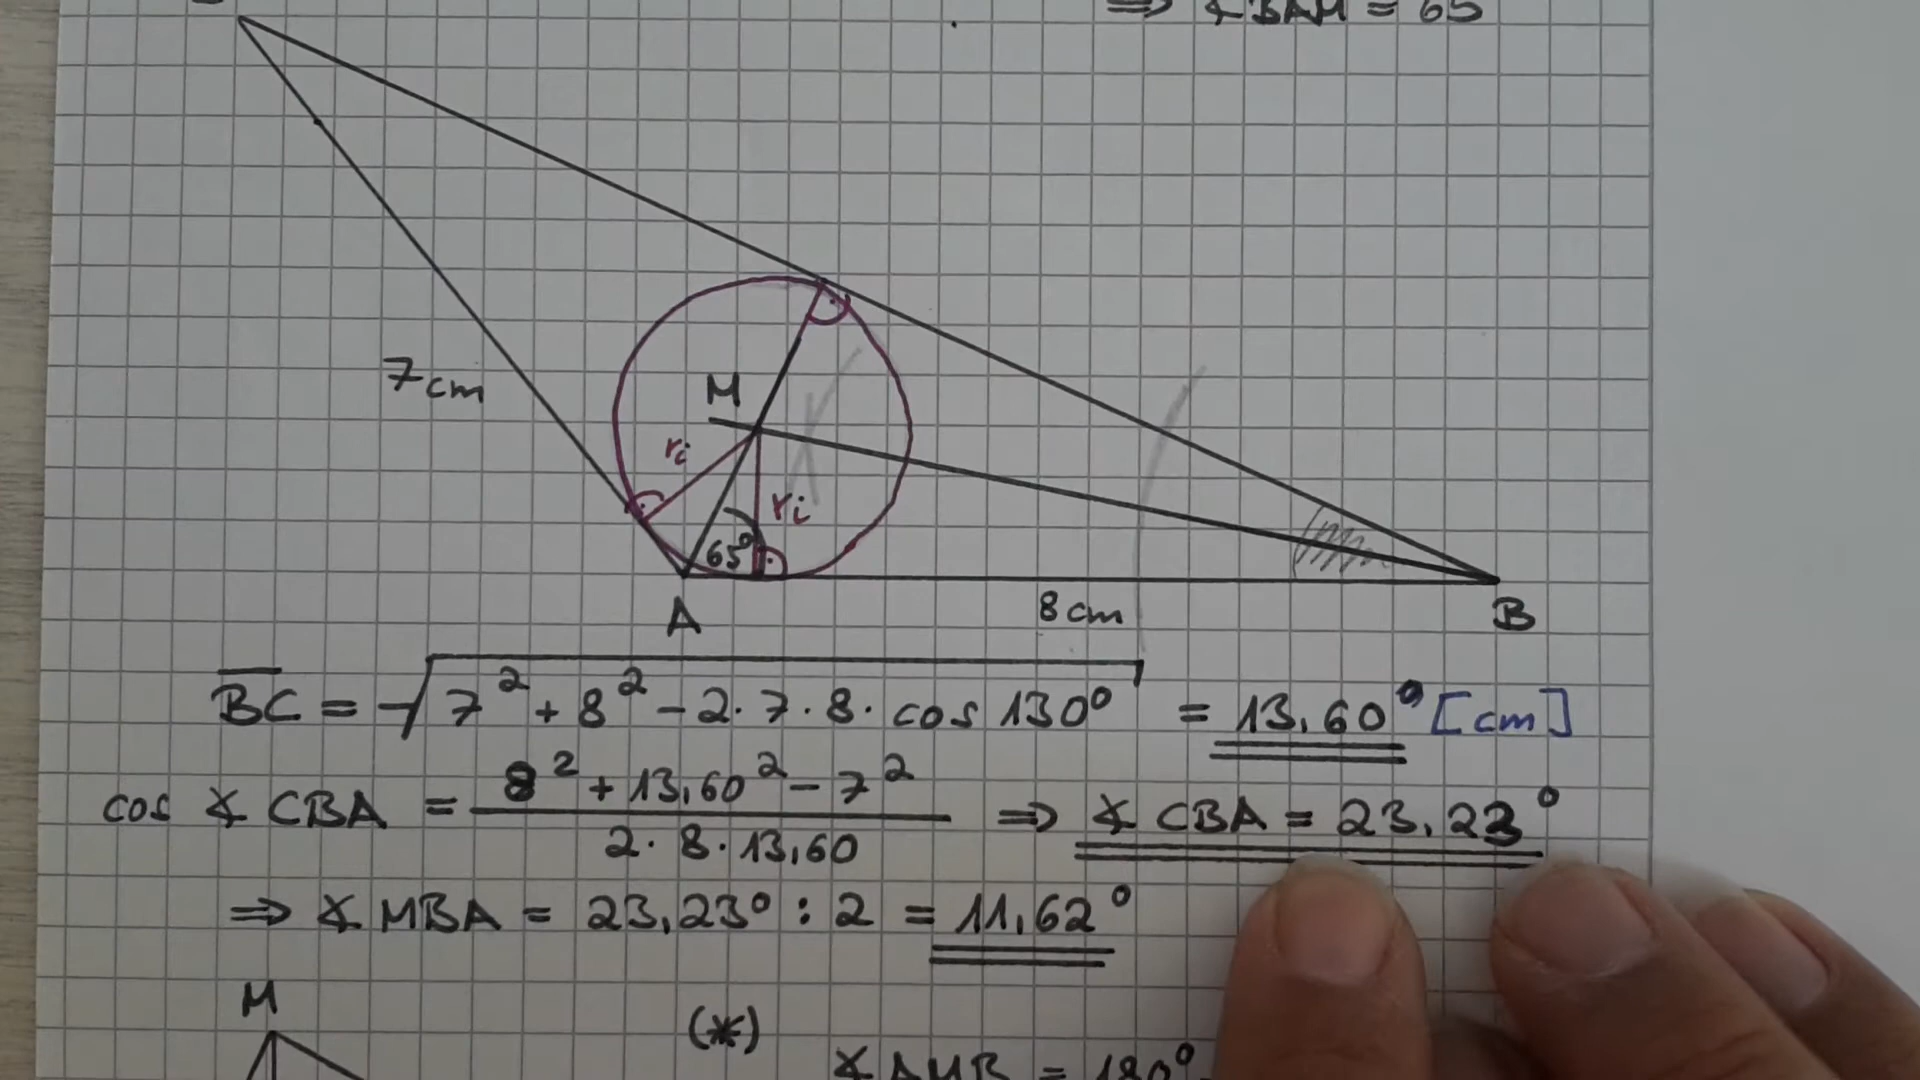 ⇒ ∢ BAM = 65
7cm
M
ri
ri
65°
A
8cm
B
BC = √7² + 8² - 2·7·8· cos 130° = 13,60° [cm]
cos ∢ CBA = 8² + 13,60² - 7² / 2·8·13,60 ⇒ ∢ CBA = 23,23°
⇒ ∢ MBA = 23,23° : 2 = 11,62°
M
(*)
∢ AMB = 180°